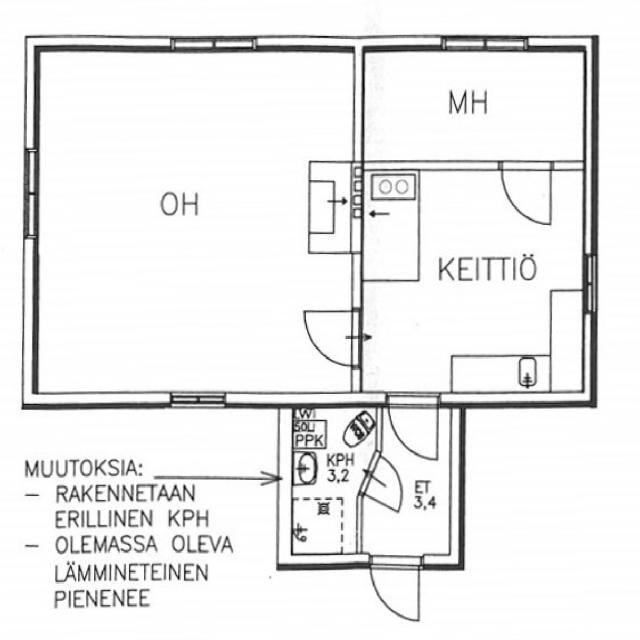 MH
OH
KEITTIÖ
LWV
50L
PPK
KPH
3,2
ET
3,4
MUUTOKSIA:
– RAKENNETAAN
ERILLINEN KPH
– OLEMASSA OLEVA
LÄMMINETEINEN
PIENENEE